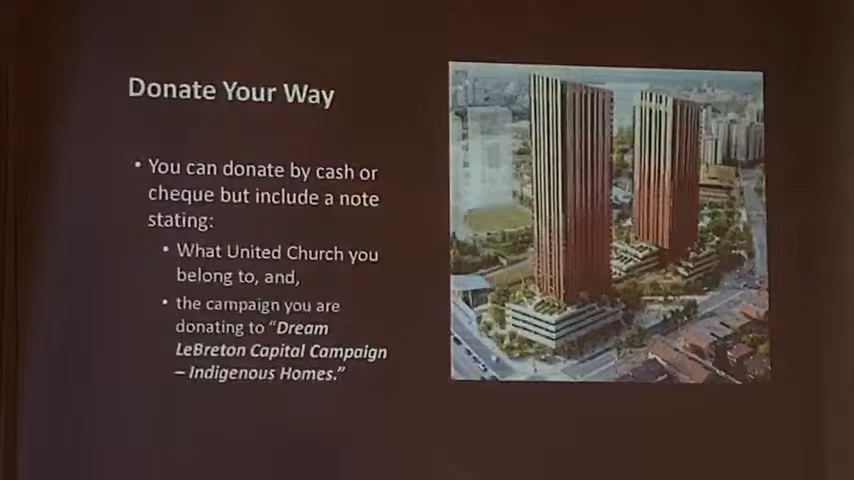 Donate Your Way
• You can donate by cash or
cheque but include a note
stating:
• What United Church you
belong to, and,
• the campaign you are
donating to “Dream
LeBreton Capital Campaign
– Indigenous Homes.”